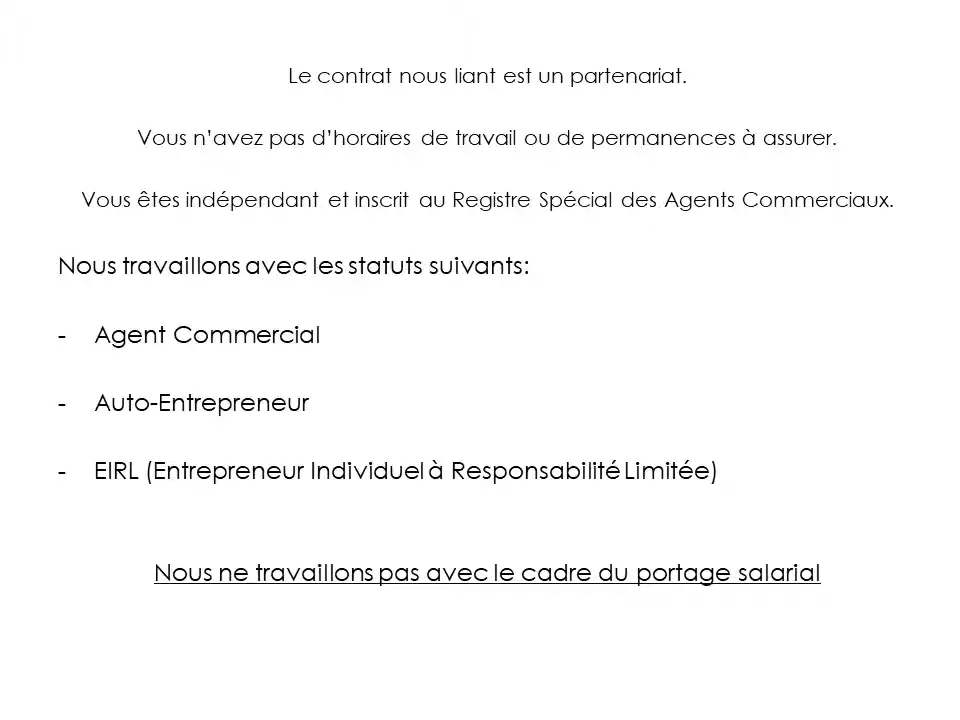 Le contrat nous liant est un partenariat.
Vous n’avez pas d’horaires de travail ou de permanences à assurer.
Vous êtes indépendant et inscrit au Registre Spécial des Agents Commerciaux.
Nous travaillons avec les statuts suivants:
- Agent Commercial
- Auto-Entrepreneur
- EIRL (Entrepreneur Individuel à Responsabilité Limitée)
Nous ne travaillons pas avec le cadre du portage salarial